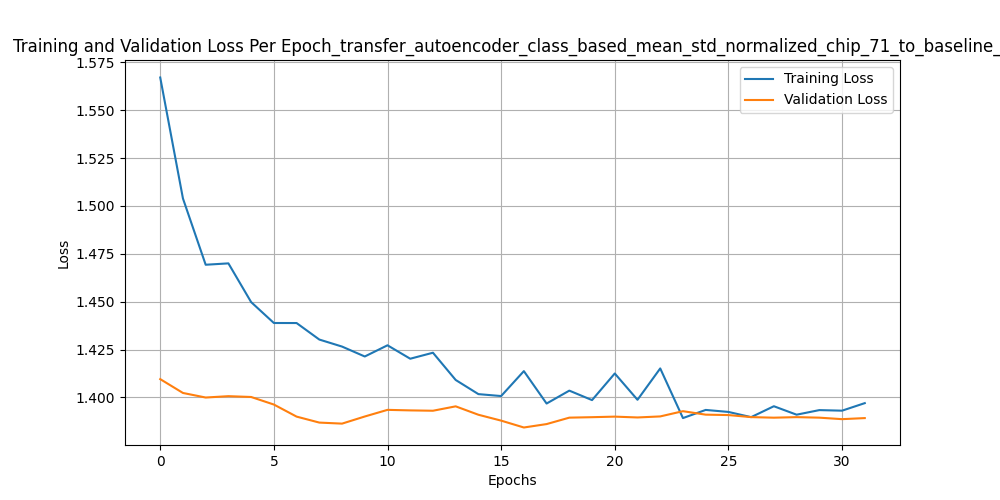 Training and Validation Loss Per Epoch_transfer_autoencoder_class_based_mean_std_normalized_chip_71_to_baseline_
1.575
1.550
1.525
1.500
1.475
1.450
1.425
1.400
Loss
Training Loss
Validation Loss
0 5 10 15 20 25 30
Epochs